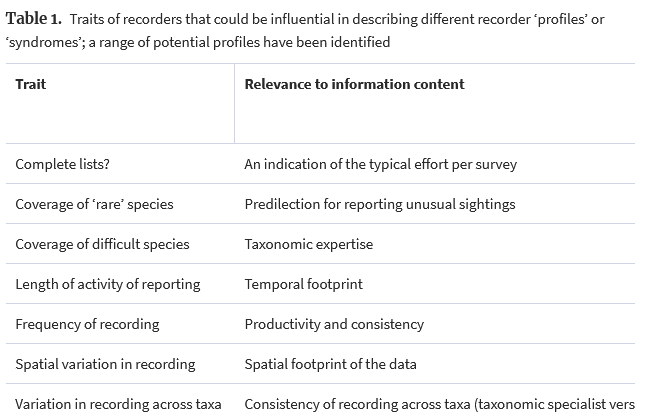 Table 1. Traits of recorders that could be influential in describing different recorder ‘profiles’ or
‘syndromes’; a range of potential profiles have been identified
Trait Relevance to information content
Complete lists? An indication of the typical effort per survey
Coverage of ‘rare’ species Predilection for reporting unusual sightings
Coverage of difficult species Taxonomic expertise
Length of activity of reporting Temporal footprint
Frequency of recording Productivity and consistency
Spatial variation in recording Spatial footprint of the data
Variation in recording across taxa Consistency of recording across taxa (taxonomic specialist vers